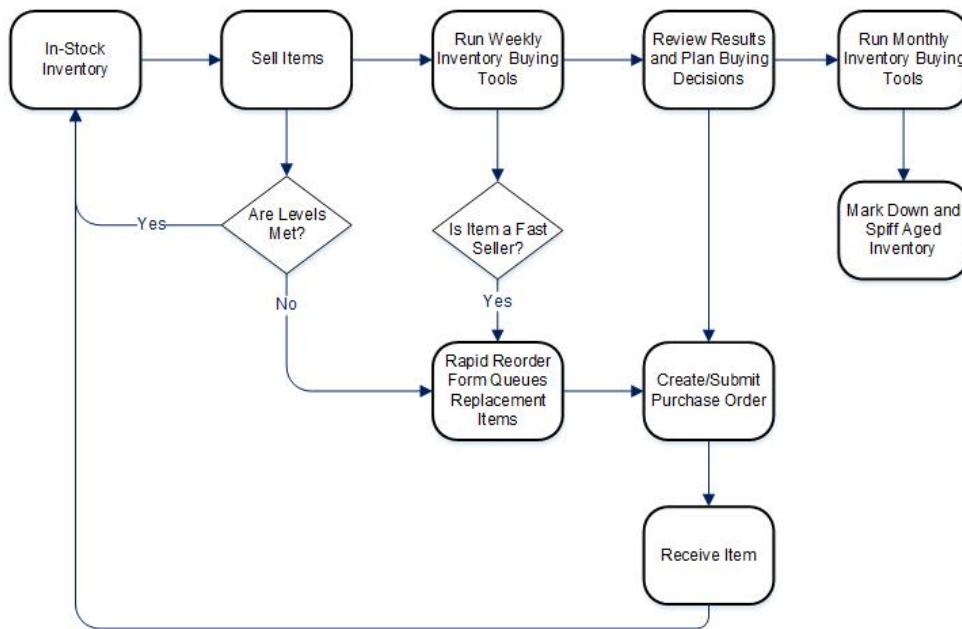 In-Stock
Inventory
Sell Items
Run Weekly
Inventory Buying
Tools
Review Results
and Plan Buying
Decisions
Run Monthly
Inventory Buying
Tools
Yes
Are Levels
Met?
Is Item a Fast
Seller?
Mark Down and
Spiff Aged
Inventory
No
Yes
Rapid Reorder
Form Queues
Replacement
Items
Create/Submit
Purchase Order
Receive Item